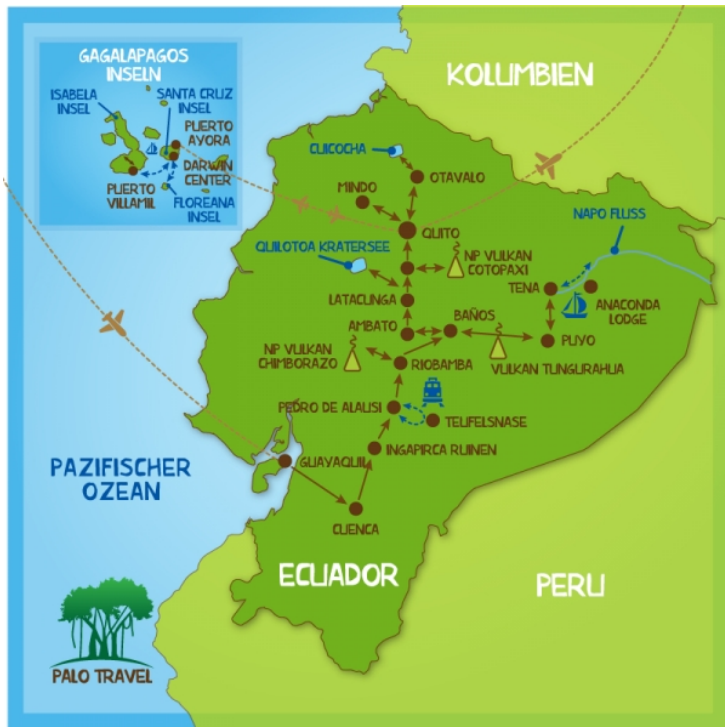 GAGALAPAGOS
INSELN
ISABELA
INSEL
SANTA CRUZ
INSEL
PUERTO
AYORA
DARWIN
CENTER
PUERTO
VILLAMIL
FLOREANA
INSEL
KOLUMBIEN
CUICOCHA
OTAVALO
MINDO
QUITO
NAPO FLUSS
QUILOTOA KRATERSEE
NP VULKAN
COTOPAXI
TENA
LATACUNGA
ANACONDA
LODGE
BAÑOS
AMBATO
PUYO
NP VULKAN
CHIMBORAZO
VULKAN TUNGURAHUA
RIOBAMBA
PEDRO DE ALAUSI
TEUFELSNASE
INGAPIRCA RUINEN
GUAYAQUIL
PAZIFISCHER
OZEAN
CUENCA
ECUADOR
PERU
PALO TRAVEL